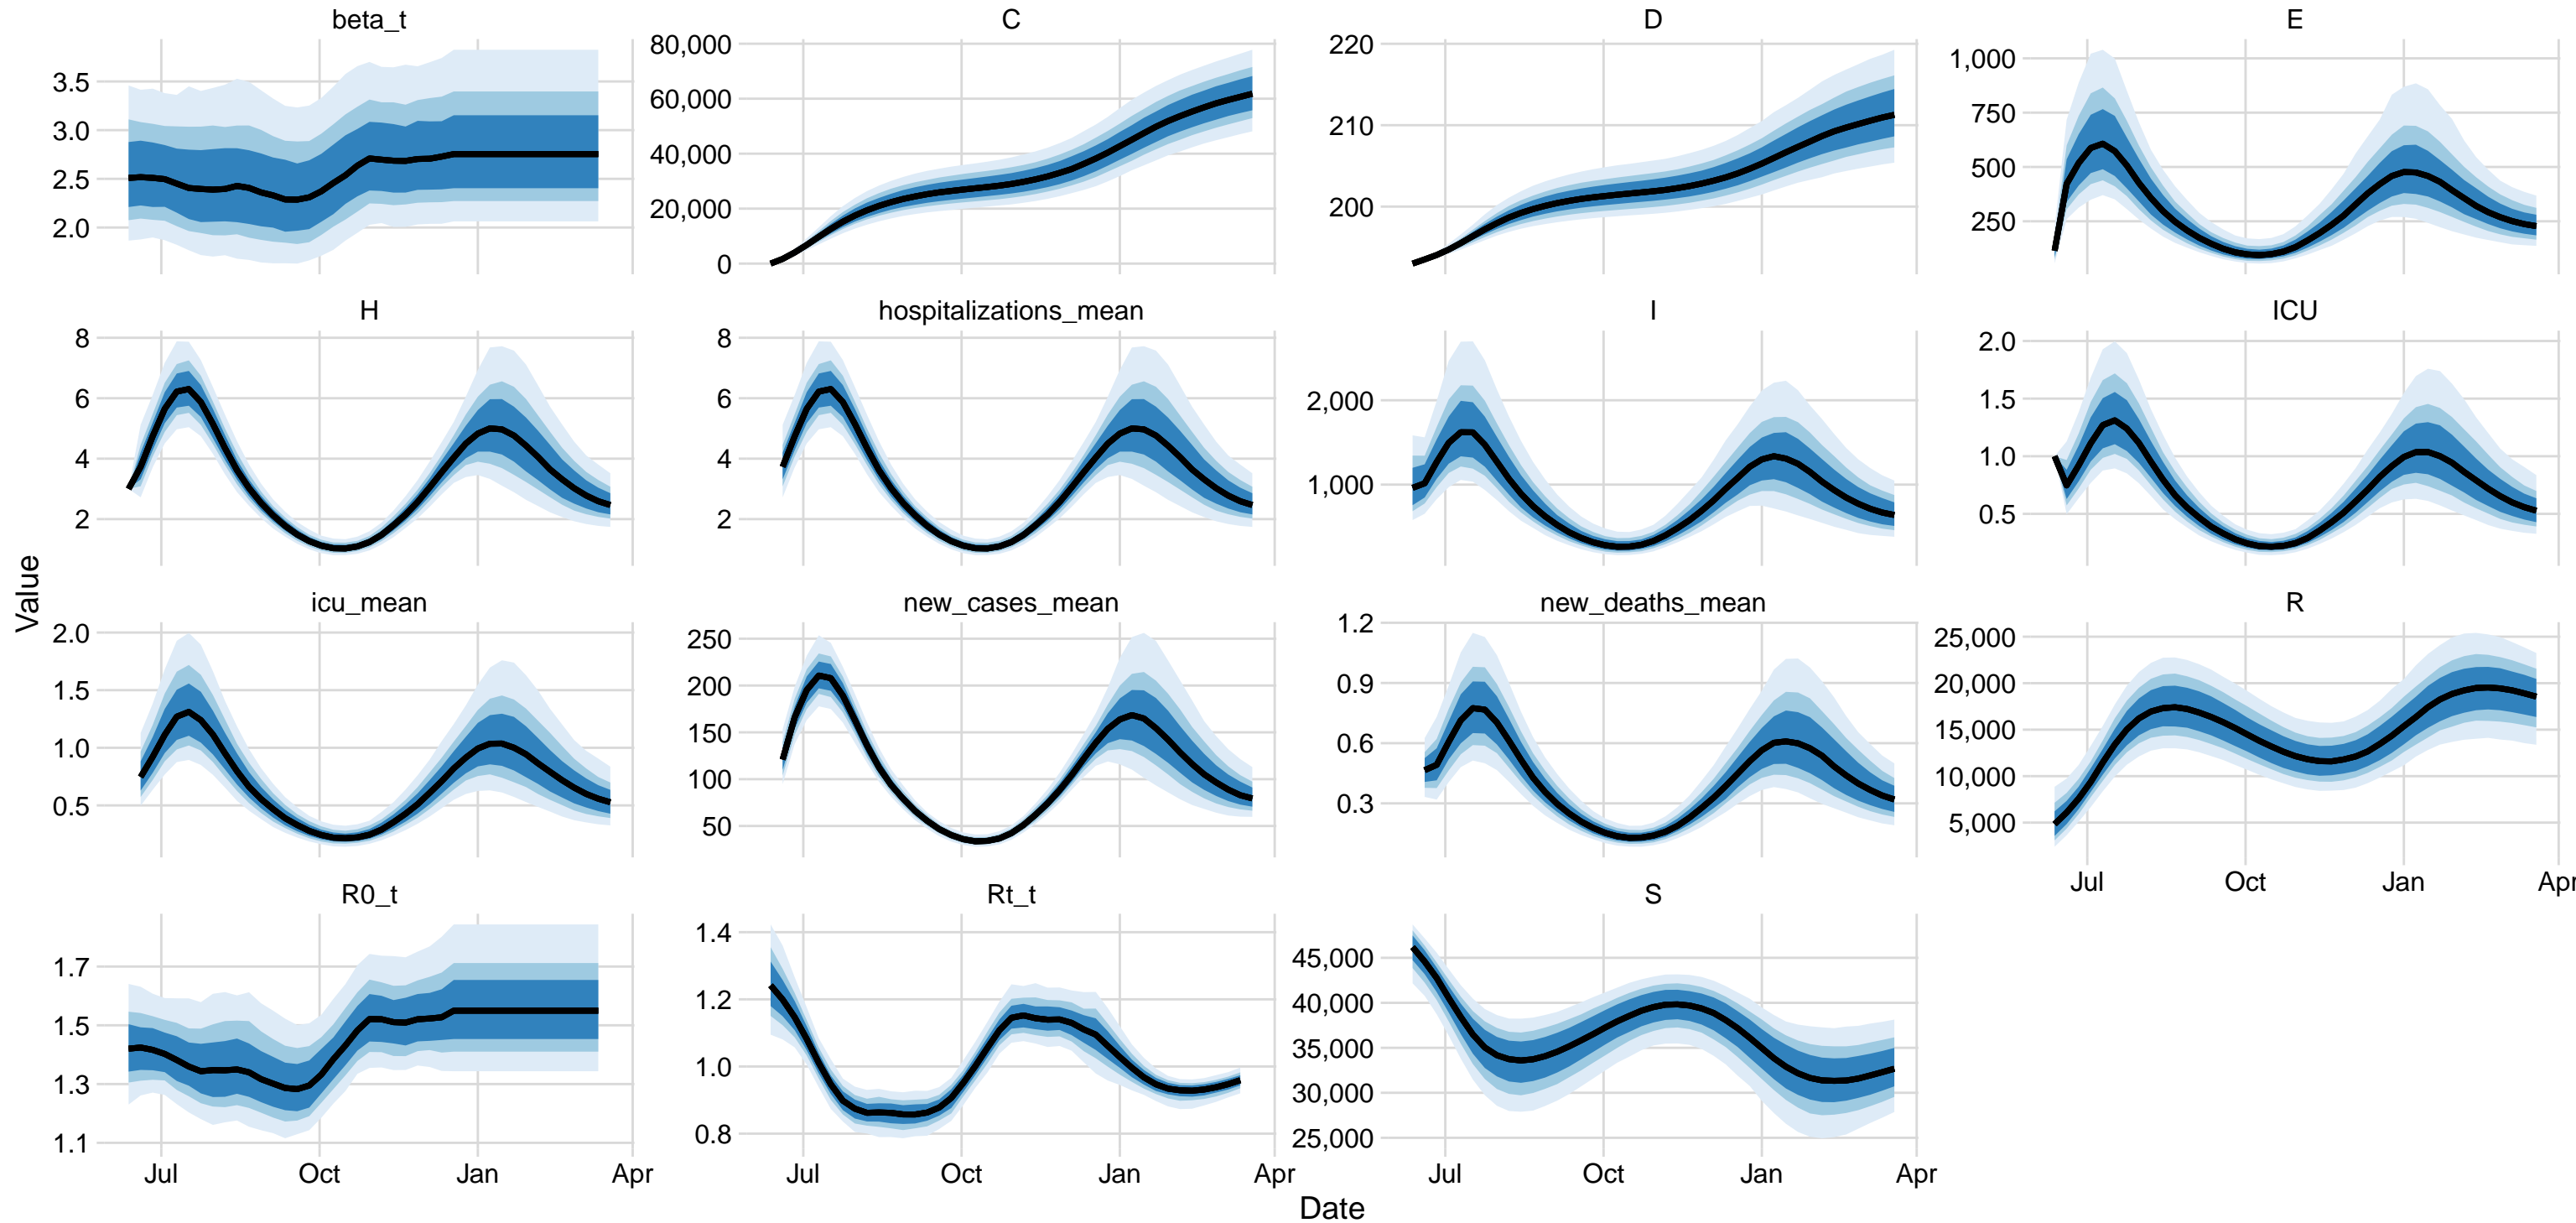 beta_t
C
D
E
3.5
3.0
2.5
2.0
80,000
60,000
40,000
20,000
0
220
210
200
1,000
750
500
250
H
hospitalizations_mean
I
ICU
8
6
4
2
8
6
4
2
2,000
1,000
2.0
1.5
1.0
0.5
Value
icu_mean
new_cases_mean
new_deaths_mean
R
2.0
1.5
1.0
0.5
250
200
150
100
50
1.2
0.9
0.6
0.3
25,000
20,000
15,000
10,000
5,000
Jul Oct Jan Apr
R0_t
Rt_t
S
1.7
1.5
1.3
1.1
1.4
1.2
1.0
0.8
45,000
40,000
35,000
30,000
25,000
Jul Oct Jan Apr
Jul Oct Jan Apr
Jul Oct Jan Apr
Date